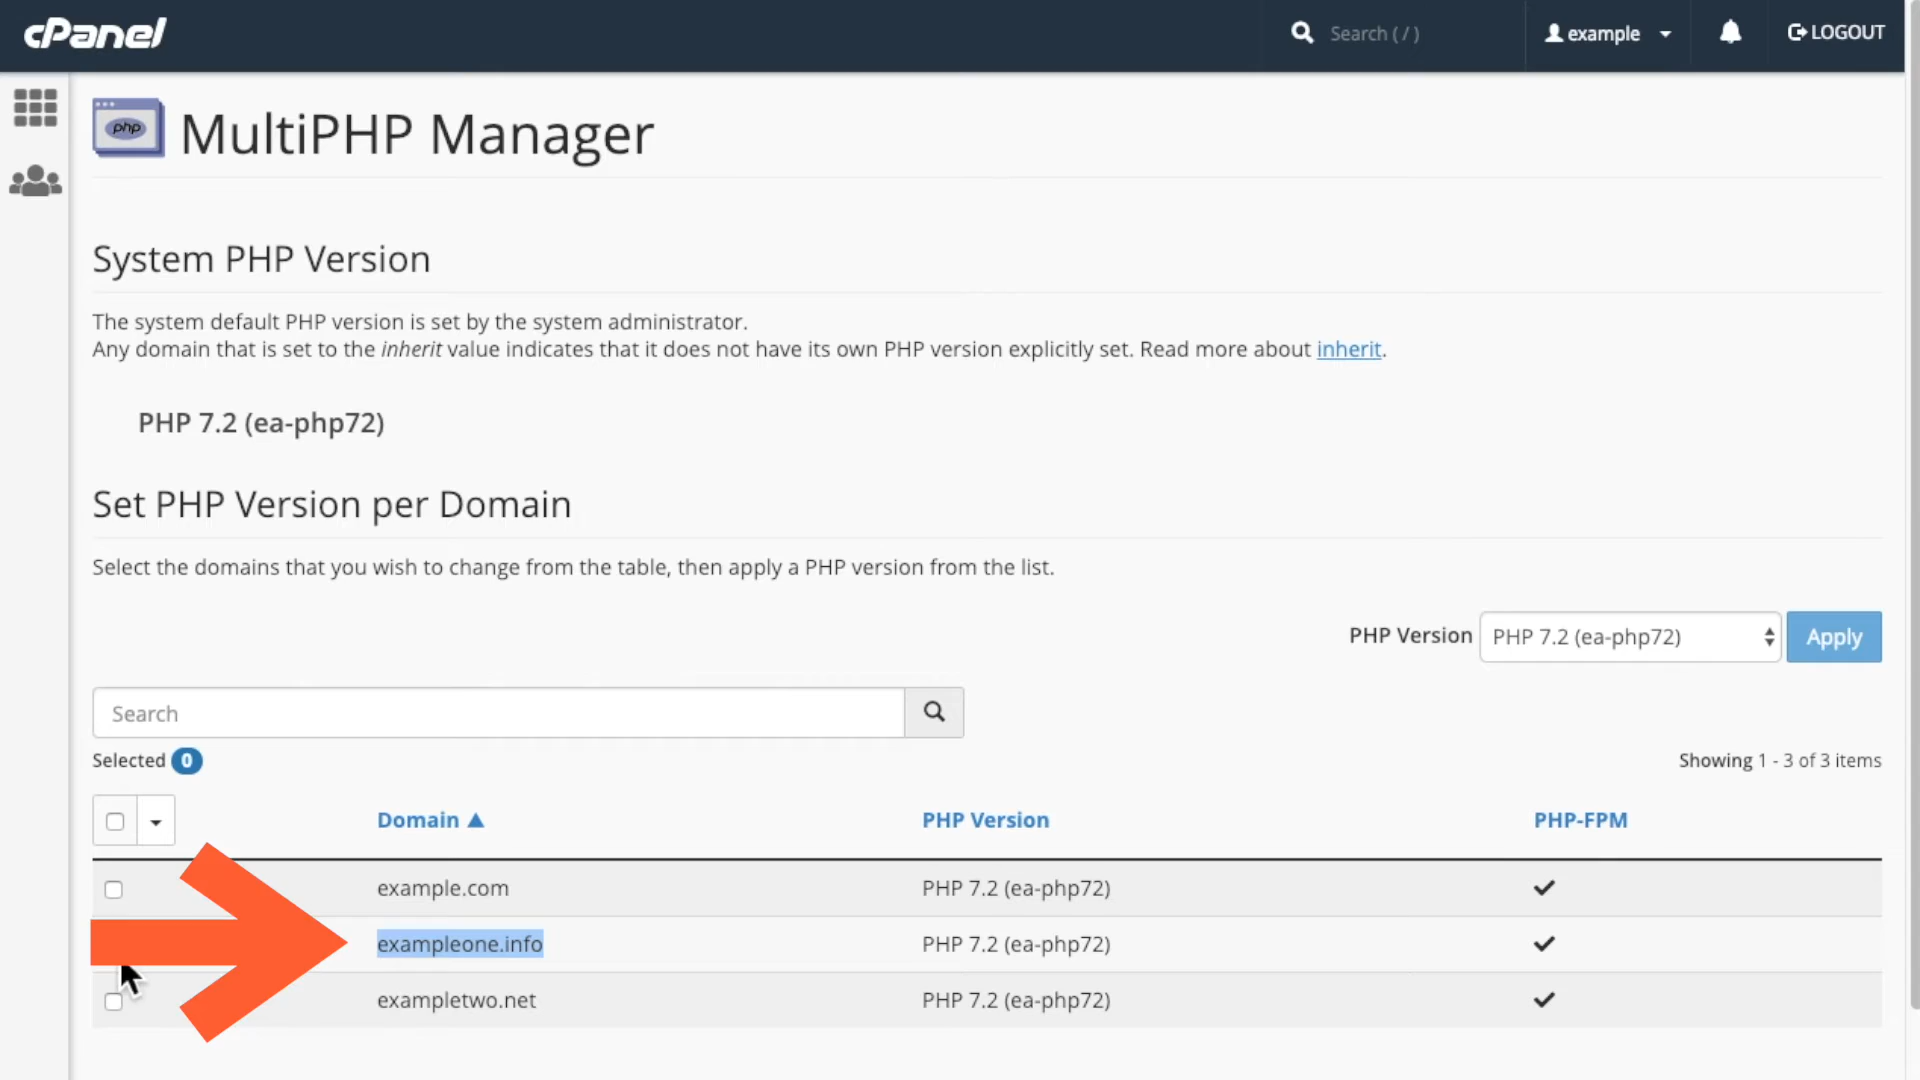 cPanel
Search ( / )
example
LOGOUT
php
MultiPHP Manager
System PHP Version
The system default PHP version is set by the system administrator.
Any domain that is set to the inherit value indicates that it does not have its own PHP version explicitly set. Read more about inherit.
PHP 7.2 (ea-php72)
Set PHP Version per Domain
Select the domains that you wish to change from the table, then apply a PHP version from the list.
PHP Version PHP 7.2 (ea-php72) Apply
Search
Selected 0 Showing 1 - 3 of 3 items
Domain PHP Version PHP-FPM
example.com PHP 7.2 (ea-php72)
exampleone.info PHP 7.2 (ea-php72)
exampletwo.net PHP 7.2 (ea-php72)